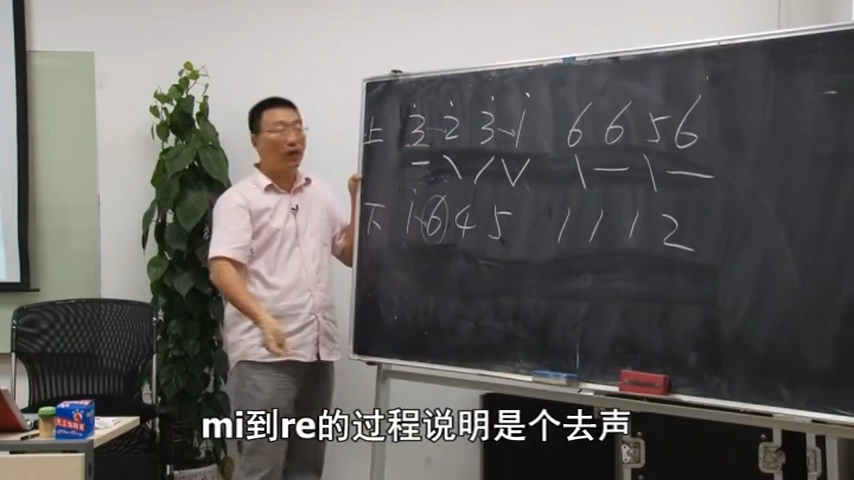 上 3 2 3 1 6 6 5 6
下 1 6 4 5 1 1 1 2
mi到re的过程说明是个去声